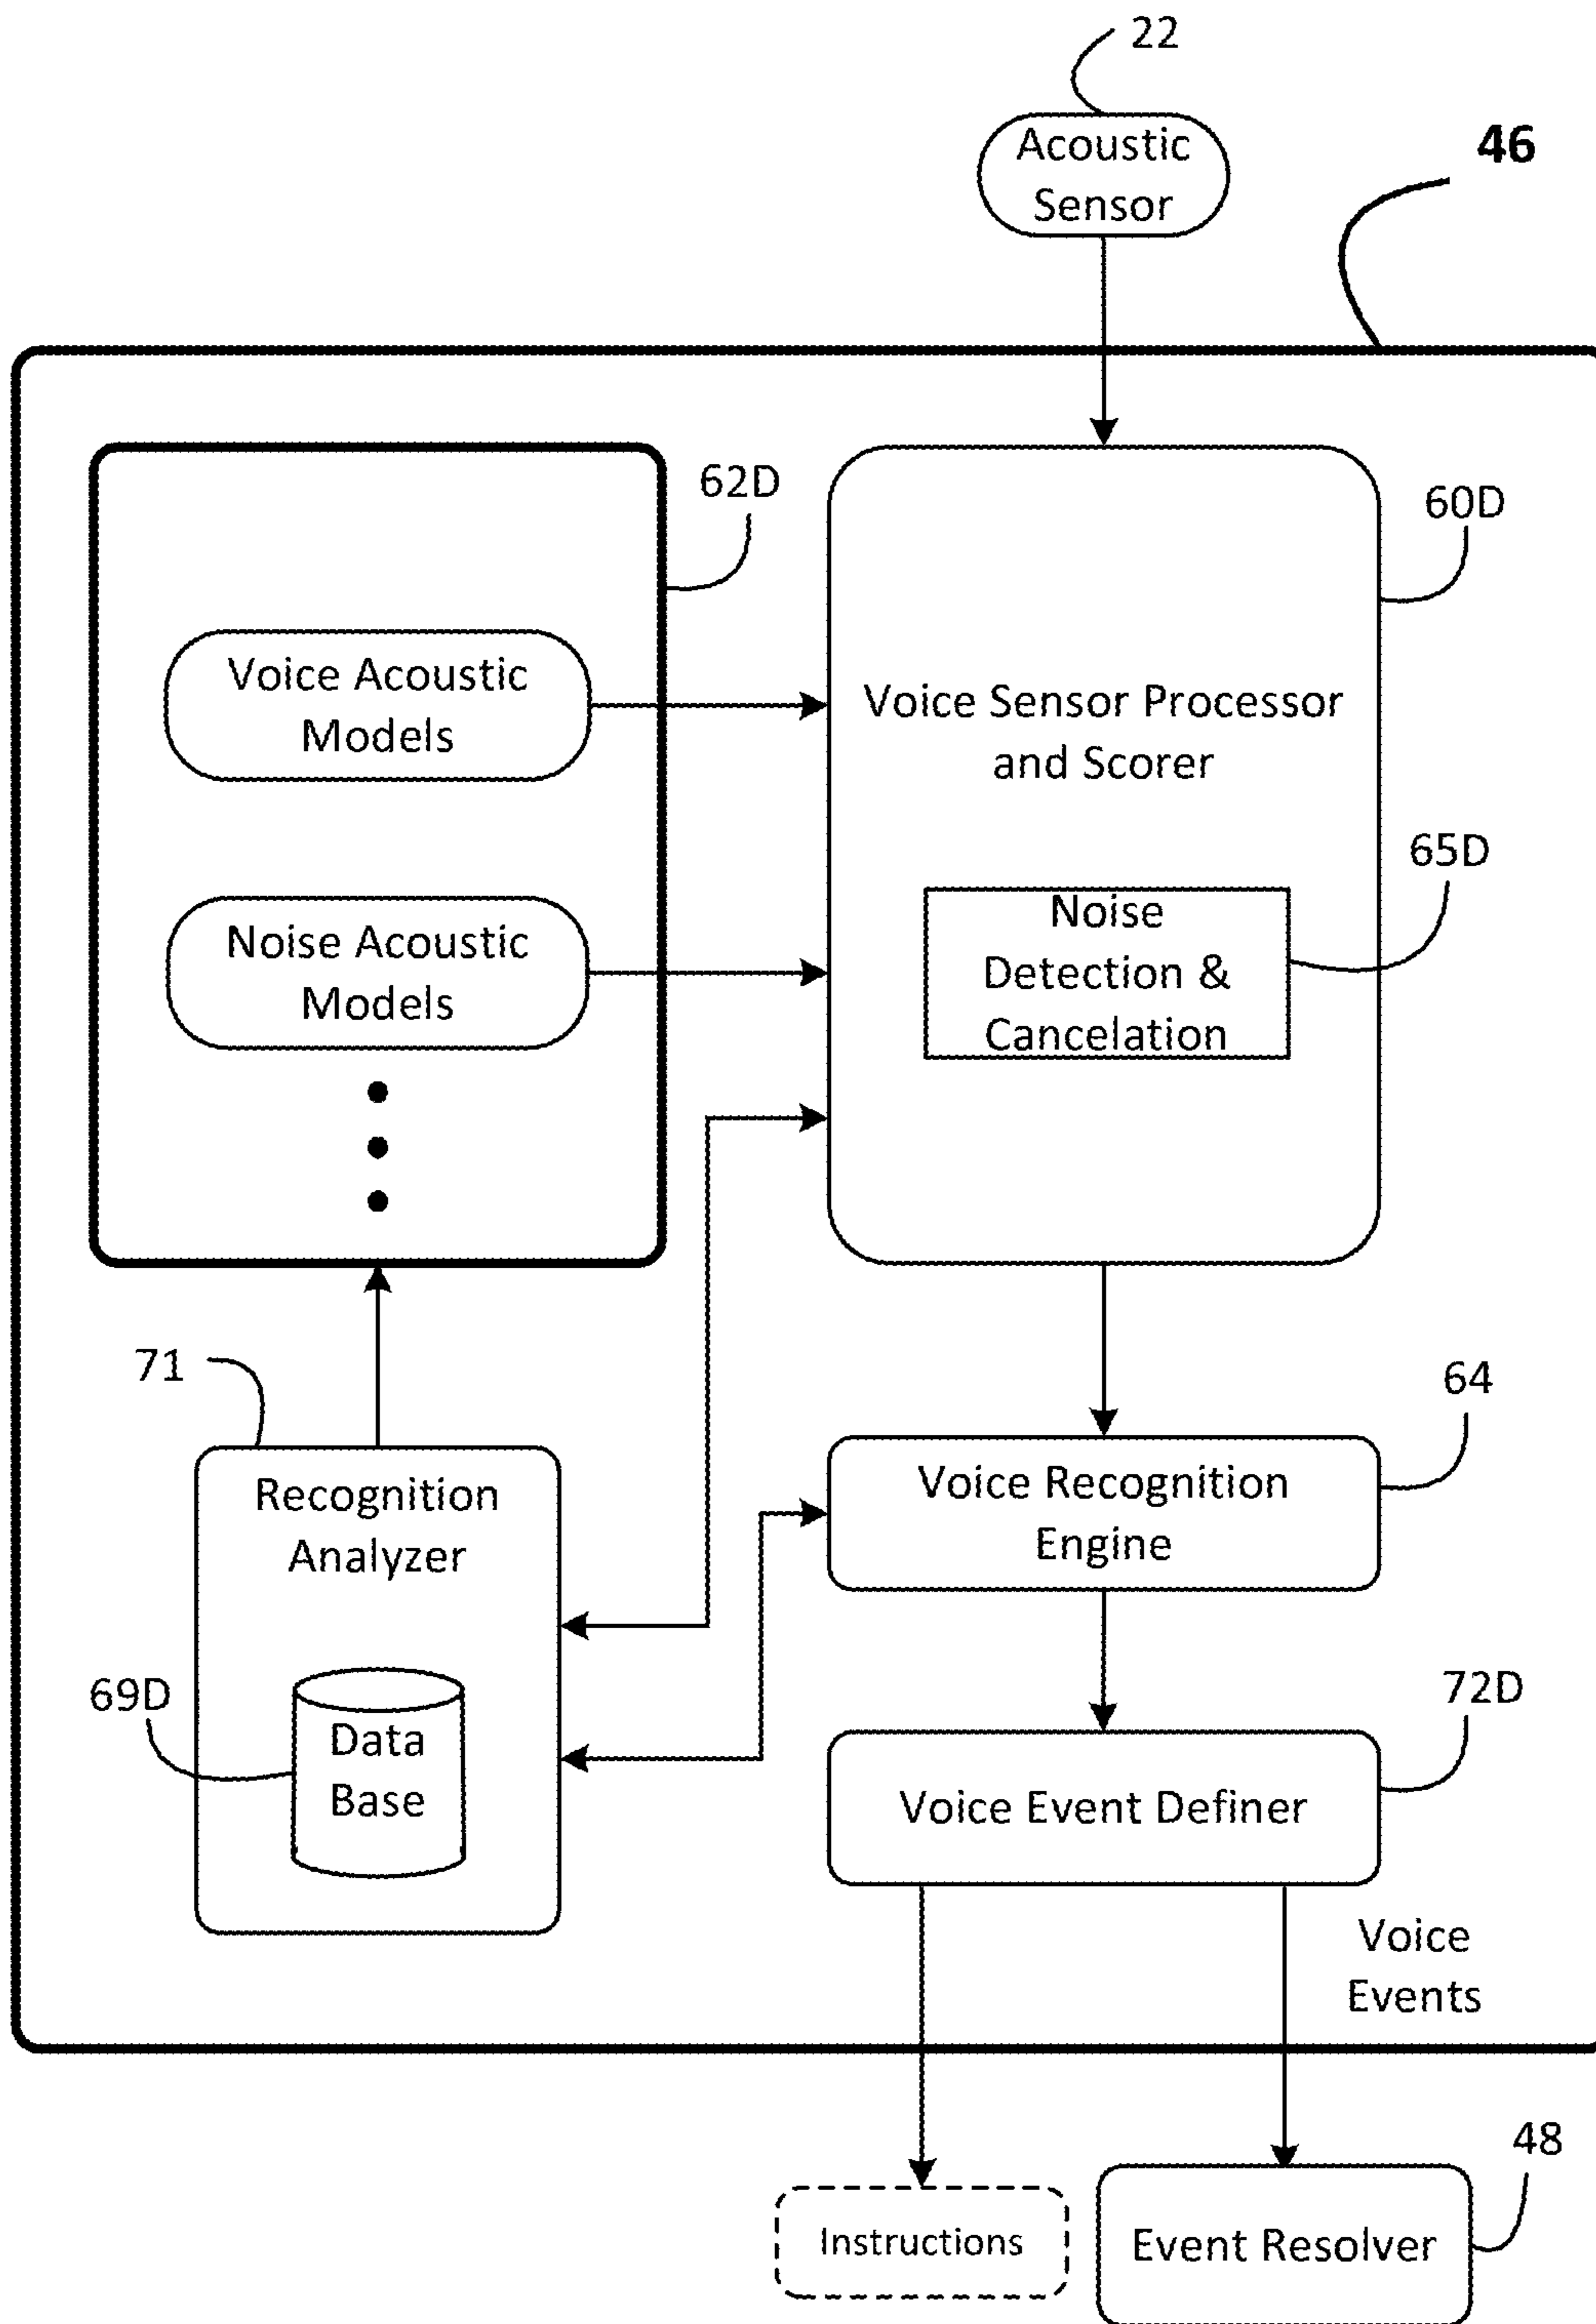 22
Acoustic
Sensor
46
62D
60D
Voice Acoustic
Models
Voice Sensor Processor
and Scorer
65D
Noise Acoustic
Models
Noise
Detection &
Cancelation
71
64
Recognition
Analyzer
Voice Recognition
Engine
69D
Data
Base
72D
Voice Event Definer
Voice
Events
48
Instructions
Event Resolver